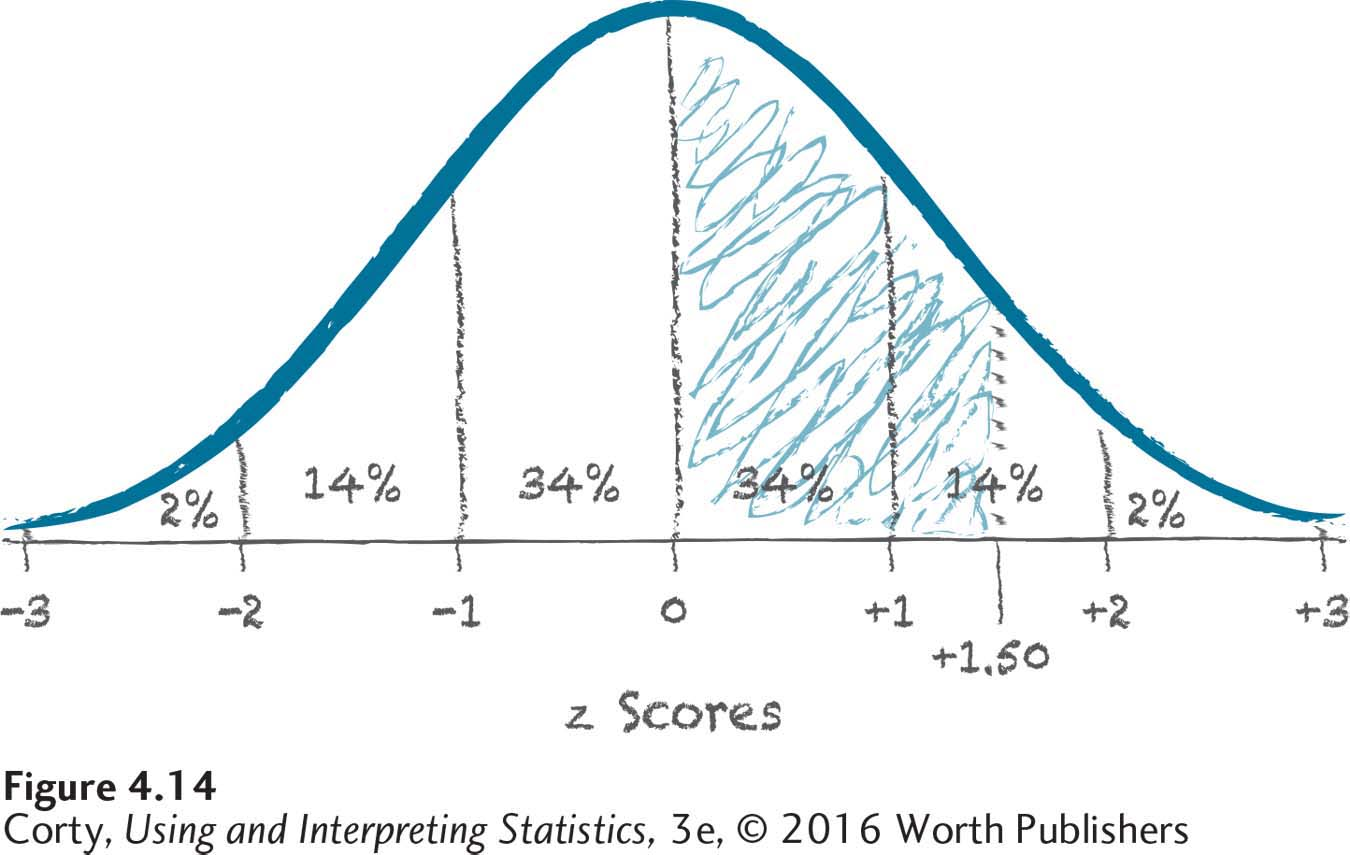 2% 14% 34% 34% 14% 2%
–3 –2 –1 0 +1 +2 +3
+1.50
z Scores
Figure 4.14
Corty, Using and Interpreting Statistics, 3e, © 2016 Worth Publishers